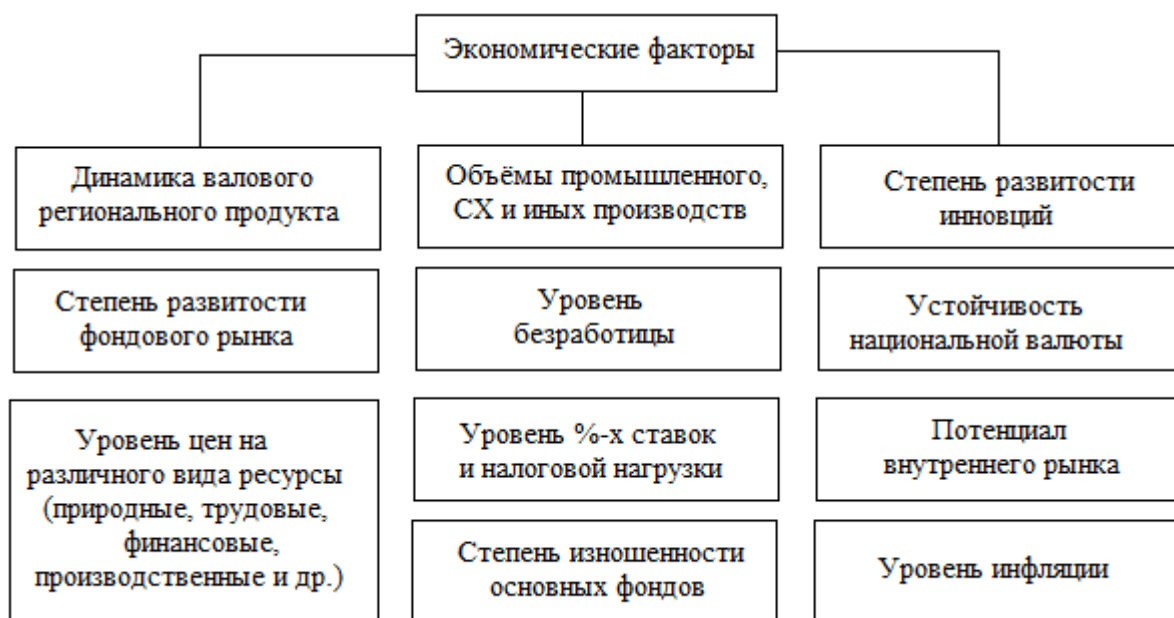 Экономические факторы
Динамика валового
регионального продукта
Объёмы промышленного,
СХ и иных производств
Степень развитости
инновций
Степень развитости
фондового рынка
Уровень
безработицы
Устойчивость
национальной валюты
Уровень цен на
различного вида ресурсы
(природные, трудовые,
финансовые,
производственные и др.)
Уровень %-х ставок
и налоговой нагрузки
Потенциал
внутреннего рынка
Степень изношенности
основных фондов
Уровень инфляции